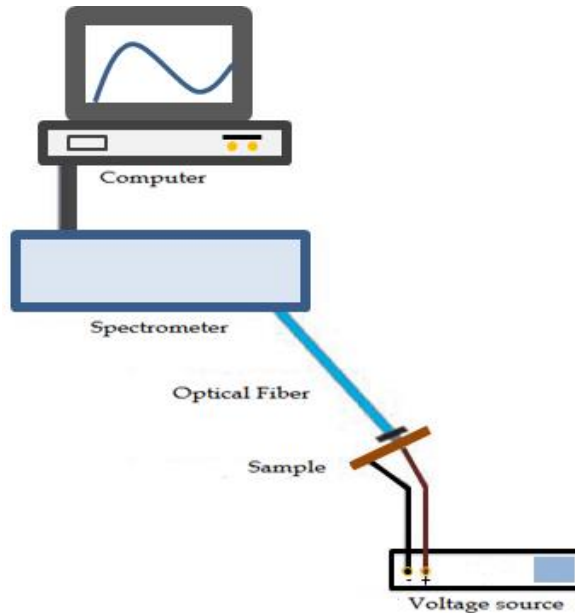 Computer
Spectrometer
Optical Fiber
Sample
- +
Voltage source